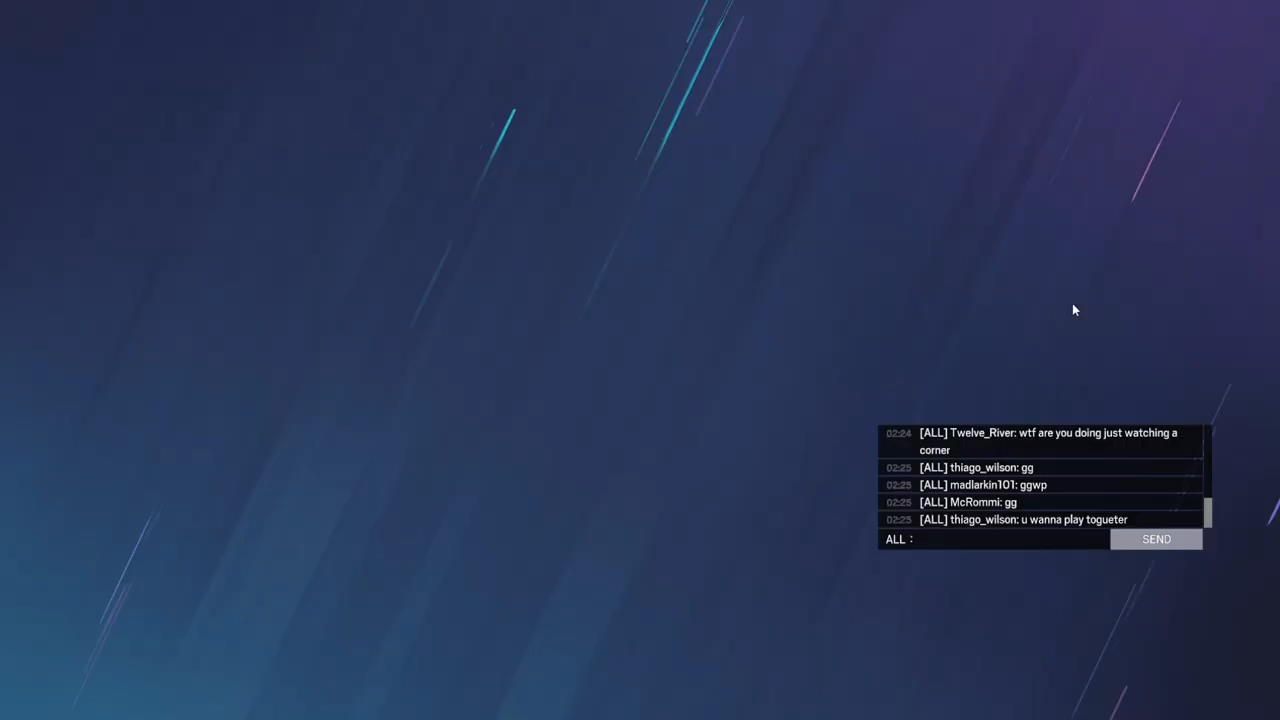 02:24 [ALL] Twelve_River: wtf are you doing just watching a
corner
02:25 [ALL] thiago_wilson: gg
02:25 [ALL] madlarkin101: ggwp
02:25 [ALL] McRommi: gg
02:25 [ALL] thiago_wilson: u wanna play togueter
ALL : SEND